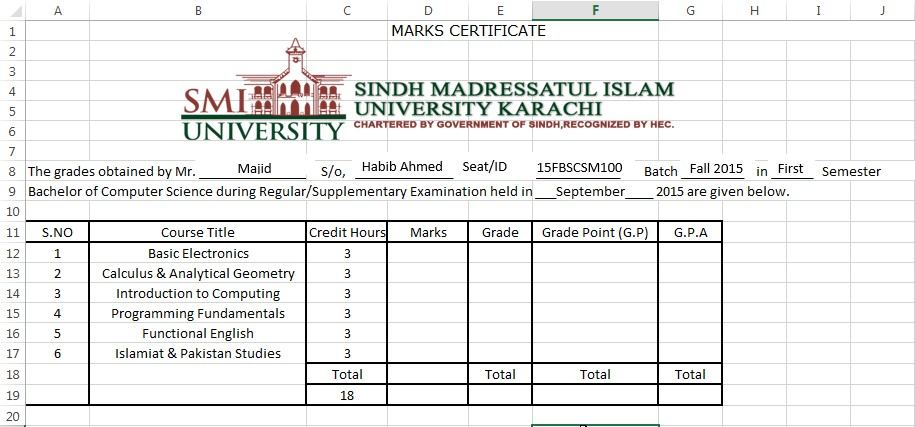 A B C D E F G H I J
1 MARKS CERTIFICATE
2
3
4 SMI SINDH MADRESSATUL ISLAM
5 UNIVERSITY KARACHI
6 UNIVERSITY CHARTERED BY GOVERNMENT OF SINDH,RECOGNIZED BY HEC.
7
8 The grades obtained by Mr. Majid S/o, Habib Ahmed Seat/ID 15FBSCSM100 Batch Fall 2015 in First Semester
9 Bachelor of Computer Science during Regular/Supplementary Examination held in ___September____ 2015 are given below.
10
11 S.NO Course Title Credit Hours Marks Grade Grade Point (G.P) G.P.A
12 1 Basic Electronics 3
13 2 Calculus & Analytical Geometry 3
14 3 Introduction to Computing 3
15 4 Programming Fundamentals 3
16 5 Functional English 3
17 6 Islamiat & Pakistan Studies 3
18 Total Total Total Total
19 18
20